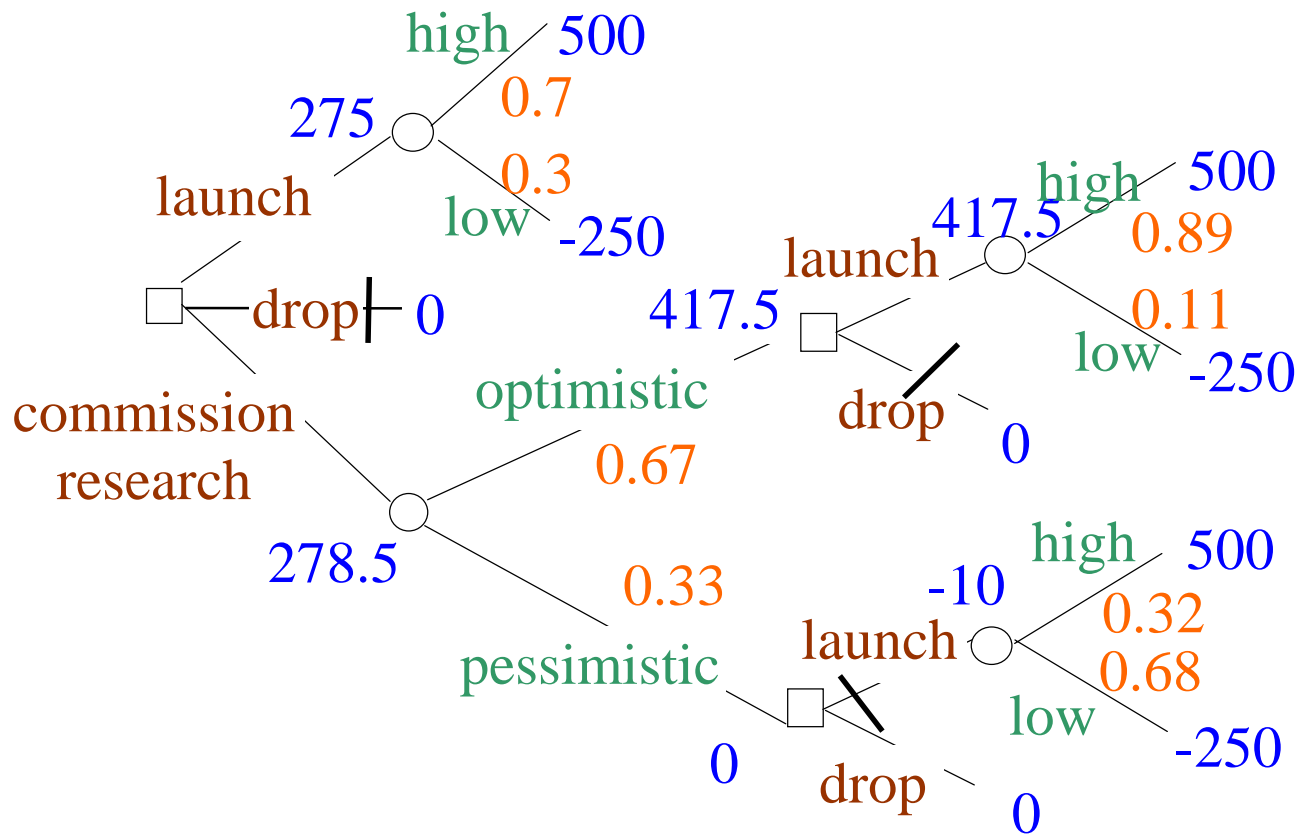 high 500
0.7
275
0.3
launch
low -250
drop 0
commission
research
278.5
optimistic
0.67
0.33
pessimistic
417.5
launch
417.5
high 500
0.89
0.11
low -250
drop
0
0
launch
-10
high 500
0.32
0.68
low
-250
drop
0